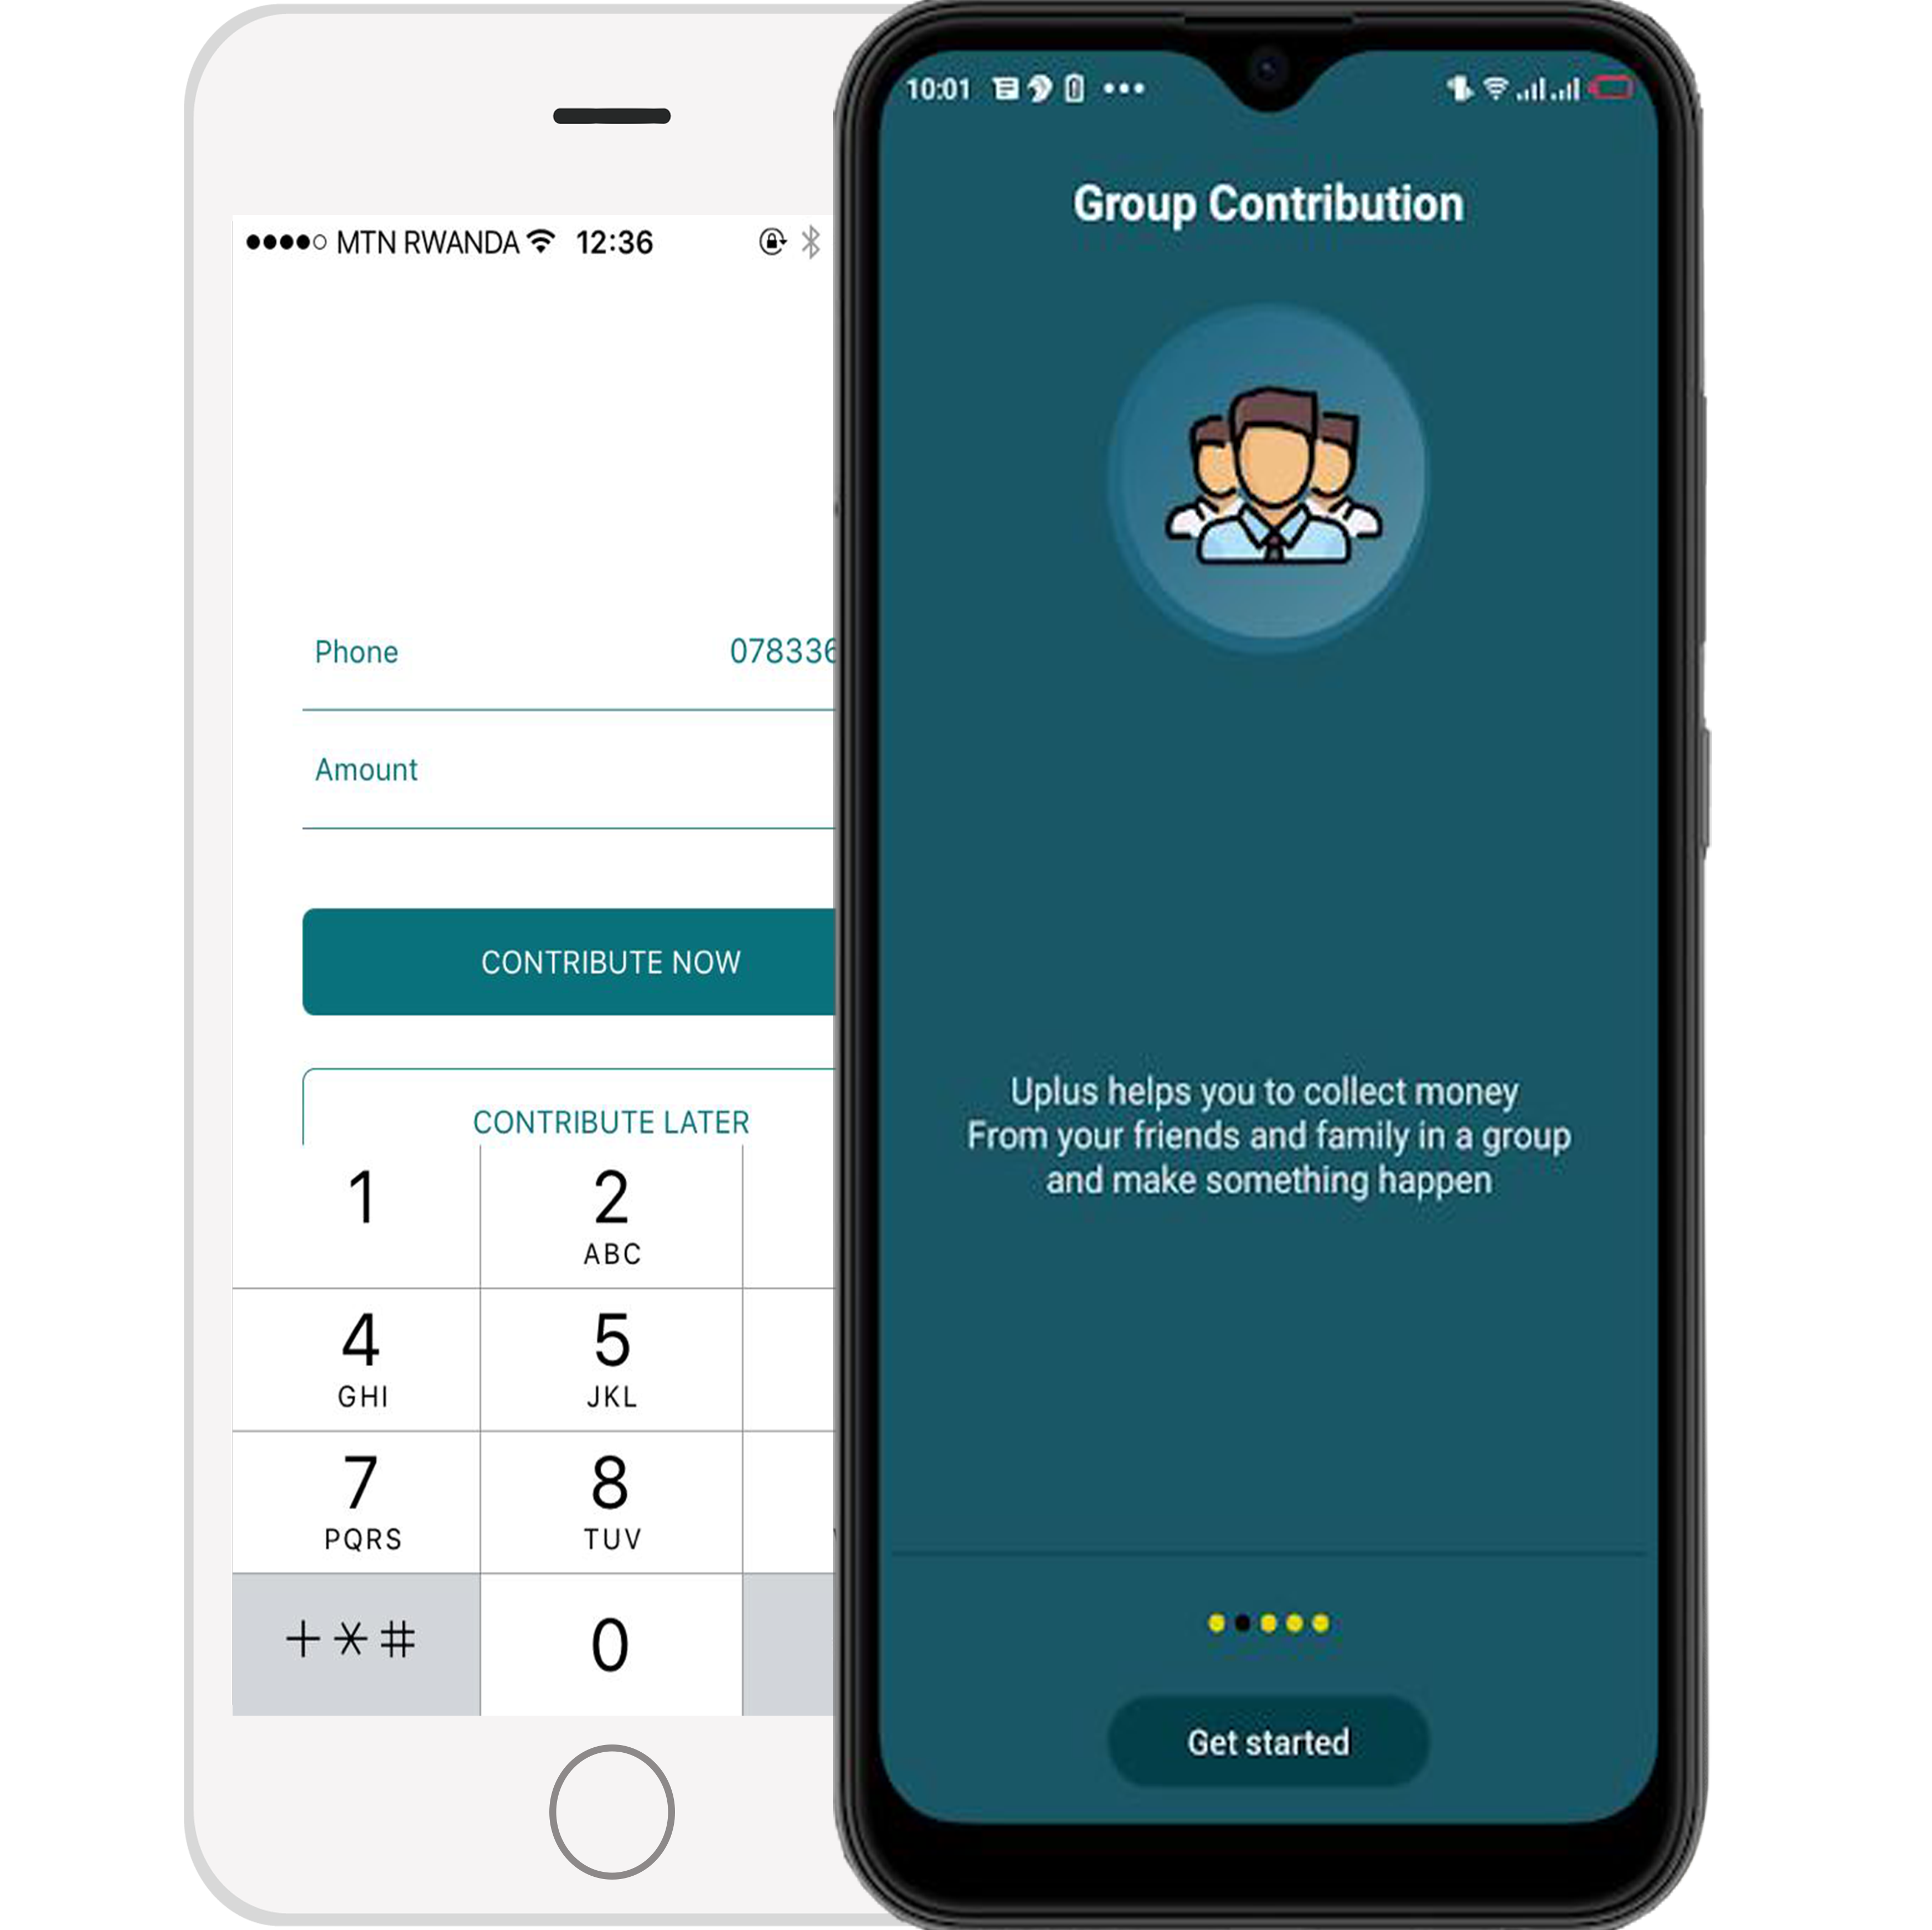 MTN RWANDA 12:36
Phone 078336
Amount
CONTRIBUTE NOW
CONTRIBUTE LATER
1 2
ABC
4 5
GHI JKL
7 8
PQRS TUV
+*# 0
10:01
Group Contribution
Uplus helps you to collect money
From your friends and family in a group
and make something happen
Get started